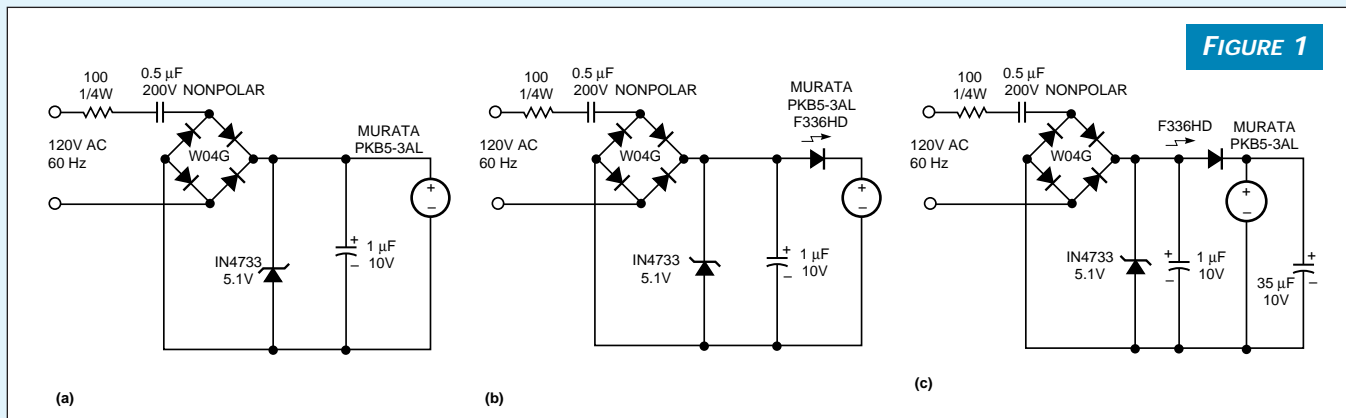 FIGURE 1
100
1/4W
0.5 μF
200V NONPOLAR
120V AC
60 Hz
W04G
MURATA
PKB5-3AL
+
–
IN4733
5.1V
+
–
1 μF
10V
(a)
100
1/4W
0.5 μF
200V NONPOLAR
120V AC
60 Hz
W04G
MURATA
PKB5-3AL
F336HD
+
–
IN4733
5.1V
+
–
1 μF
10V
(b)
100
1/4W
0.5 μF
200V NONPOLAR
120V AC
60 Hz
W04G
F336HD
MURATA
PKB5-3AL
+
–
IN4733
5.1V
+
–
1 μF
10V
35 μF
10V
+
–
(c)